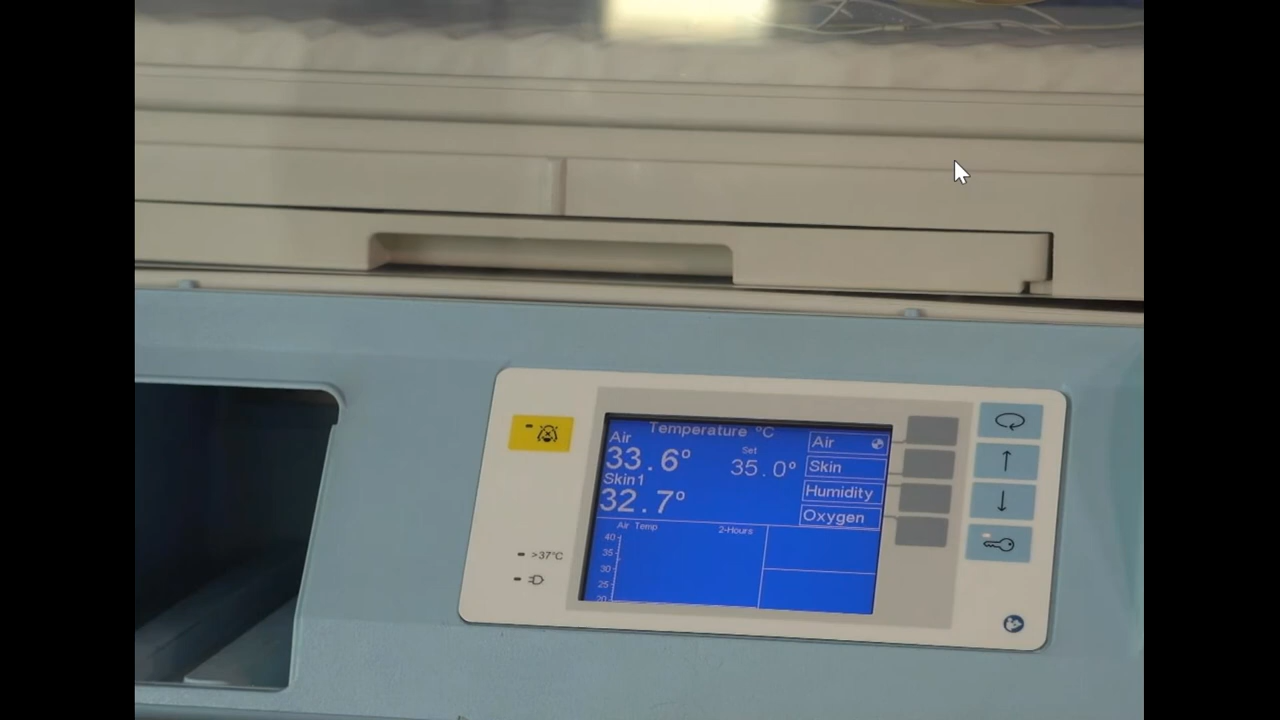 Temperature °C
Air
33.6°
Set
35.0°
Skin1
32.7°
Air
Skin
Humidity
Oxygen
Air Temp
2-Hours
40
35
30
25
20
>37°C